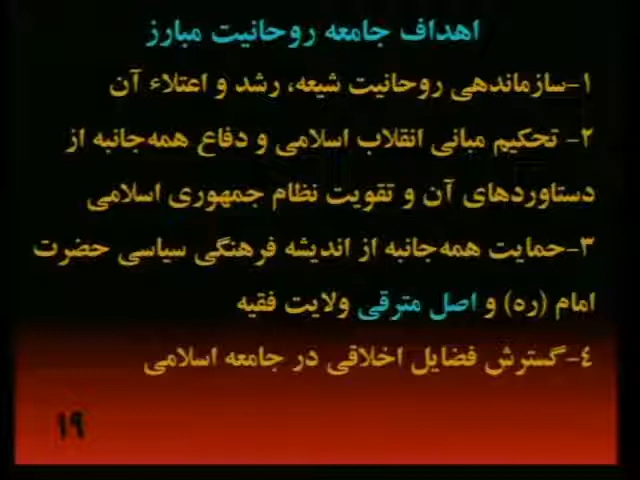 اهداف جامعه روحانیت مبارز
۱-سازماندهی روحانیت شیعه، رشد و اعتلاء آن
۲- تحکیم مبانی انقلاب اسلامی و دفاع همه‌جانبه از
دستاوردهای آن و تقویت نظام جمهوری اسلامی
۳-حمایت همه‌جانبه از اندیشه فرهنگی سیاسی حضرت
امام (ره) و اصل مترقی ولایت فقیه
٤-گسترش فضایل اخلاقی در جامعه اسلامی
۱۹